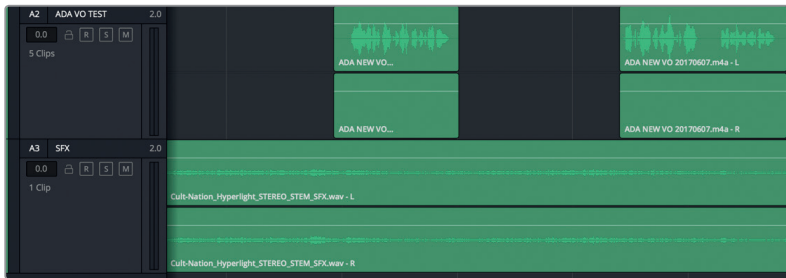 A2 ADA VO TEST 2.0
0.0 R S M
5 Clips
ADA NEW VO...
ADA NEW VO 20170607.m4a - L
ADA NEW VO...
ADA NEW VO 20170607.m4a - R
A3 SFX 2.0
0.0 R S M
1 Clip
Cult-Nation_Hyperlight_STEREO_STEM_SFX.wav - L
Cult-Nation_Hyperlight_STEREO_STEM_SFX.wav - R